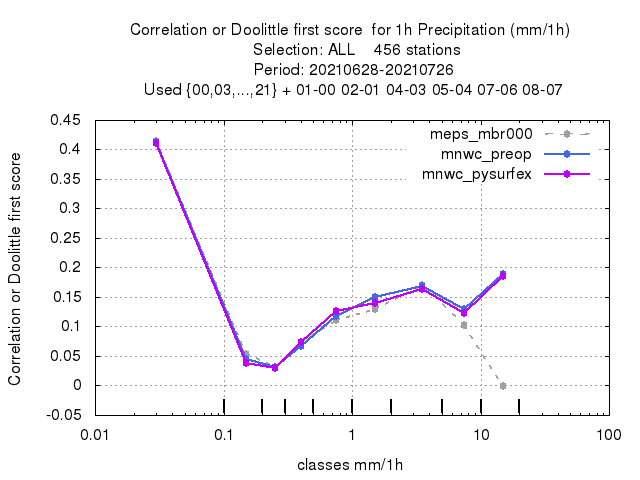 Correlation or Doolittle first score  for 1h Precipitation (mm/1h)
Selection: ALL    456 stations
Period: 20210628-20210726
Used {00,03,...,21} + 01-00 02-01 04-03 05-04 07-06 08-07
Correlation or Doolittle first score
0.45
0.4
0.35
0.3
0.25
0.2
0.15
0.1
0.05
0
-0.05
meps_mbr000
mnwc_preop
mnwc_pysurfex
0.01
0.1
1
10
100
classes mm/1h